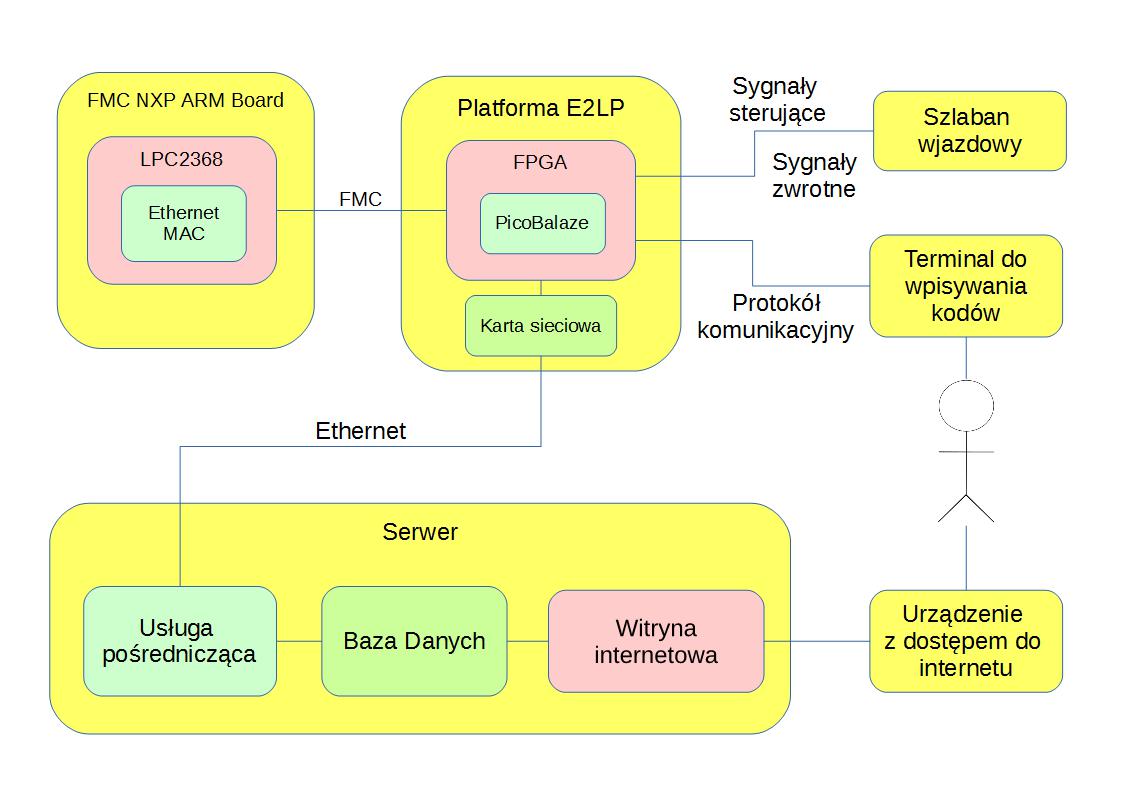 FMC NXP ARM Board
LPC2368
Ethernet
MAC
FMC
Platforma E2LP
FPGA
PicoBalaze
Karta sieciowa
Sygnały
sterujące
Sygnały
zwrotne
Szlaban
wjazdowy
Protokół
komunikacyjny
Terminal do
wpisywania
kodów
Ethernet
Serwer
Usługa
pośrednicząca
Baza Danych
Witryna
internetowa
Urządzenie
z dostępem do
internetu